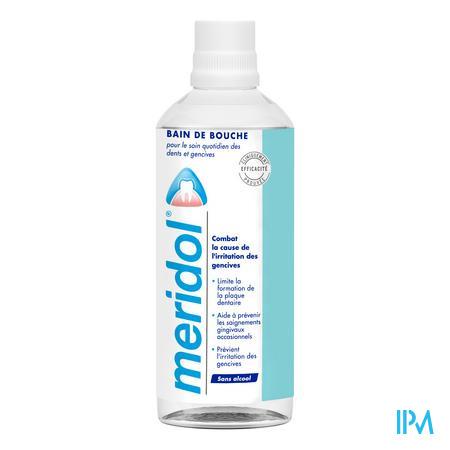 BAIN DE BOUCHE
pour le soin quotidien des
dents et gencives
CLINIQUEMENT
EFFICACITÉ
PROUVÉE
meridol®
Combat
la cause de
l'irritation des
gencives
• Limite la
formation de
la plaque
dentaire
• Aide à prévenir
les saignements
gingivaux
occasionnels
• Prévient
l'irritation des
gencives
Sans alcool
IPM